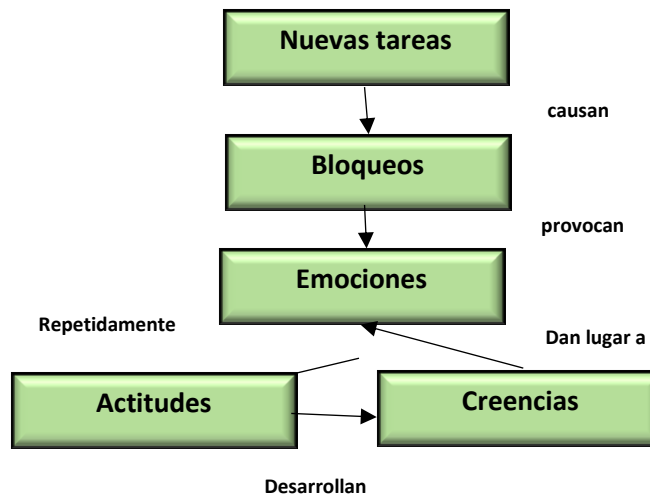 Nuevas tareas
causan
Bloqueos
provocan
Emociones
Repetidamente
Dan lugar a
Actitudes
Creencias
Desarrollan